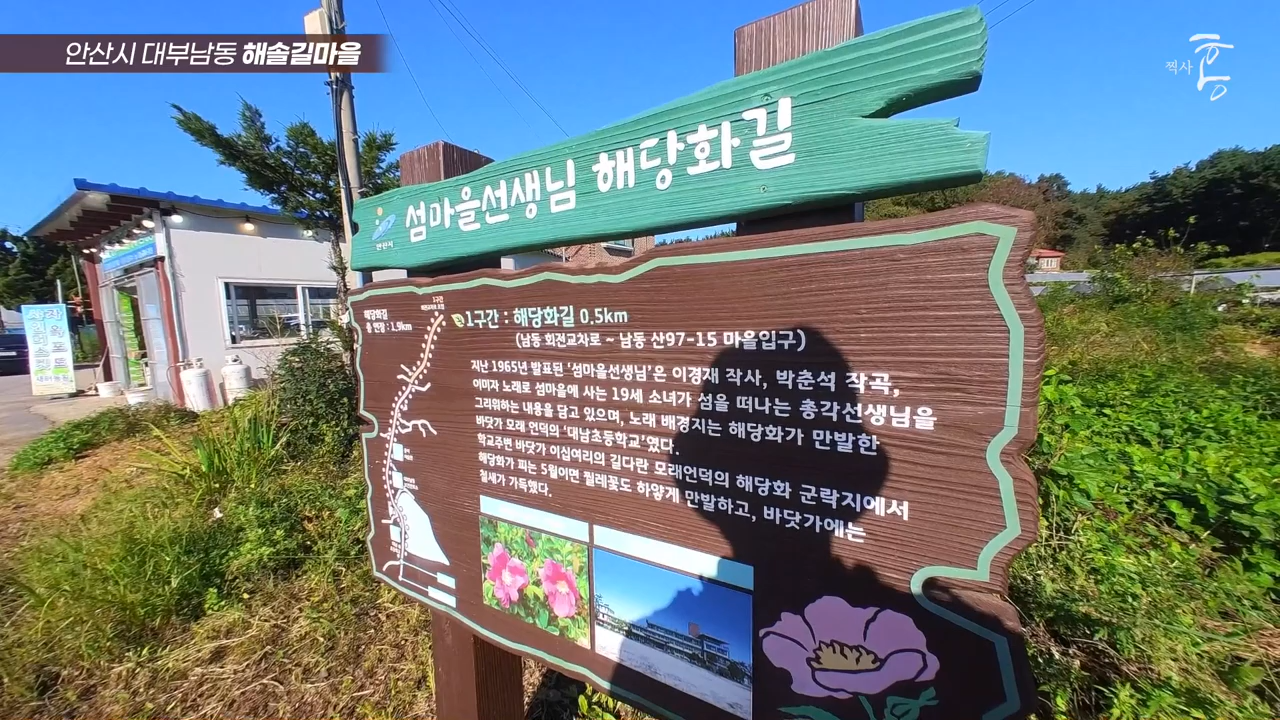 안산시 대부남동 해솔길마을
찍사 흥
안산시
섬마을선생님 해당화길
해당화길
총 연장 : 1.9km
1구간
1구간 : 해당화길 0.5km
(남동 회전교차로 ~ 남동 산97-15 마을입구)
지난 1965년 발표된 '섬마을선생님'은 이경재 작사, 박춘석 작곡,
이미자 노래로 섬마을에 사는 19세 소녀가 섬을 떠나는 총각선생님을
그리워하는 내용을 담고 있으며, 노래 배경지는 해당화가 만발한
바닷가 모래 언덕의 '대남초등학교'였다.
학교주변 바닷가 이십여리의 길다란 모래언덕의 해당화 군락지에서
해당화가 피는 5월이면 찔레꽃도 하얗게 만발하고, 바닷가에는
철새가 가득했다.